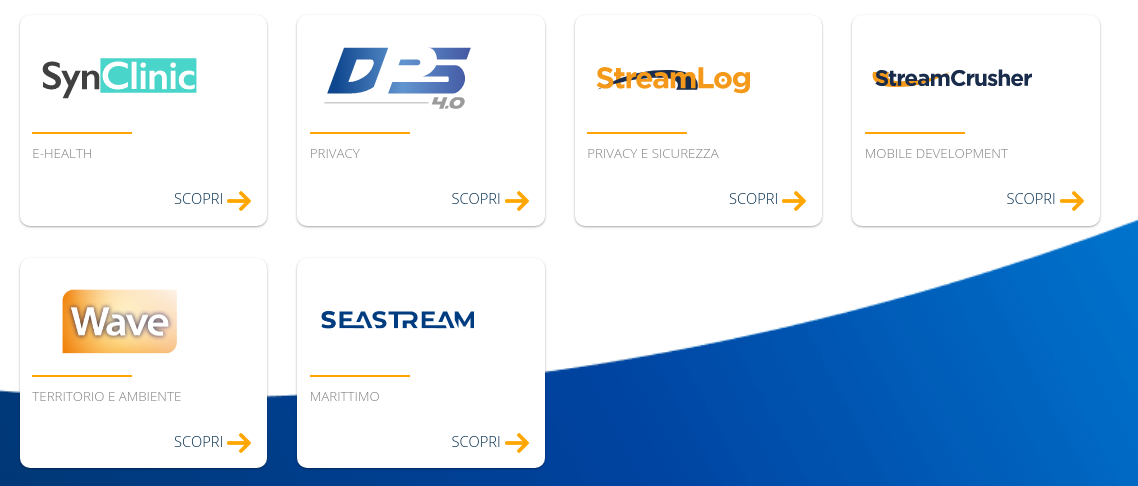 SynClinic
E-HEALTH
SCOPRI
DPS
4.0
PRIVACY
SCOPRI
StreamLog
PRIVACY E SICUREZZA
SCOPRI
StreamCrusher
MOBILE DEVELOPMENT
SCOPRI
Wave
TERRITORIO E AMBIENTE
SCOPRI
SEASTREAM
MARITTIMO
SCOPRI